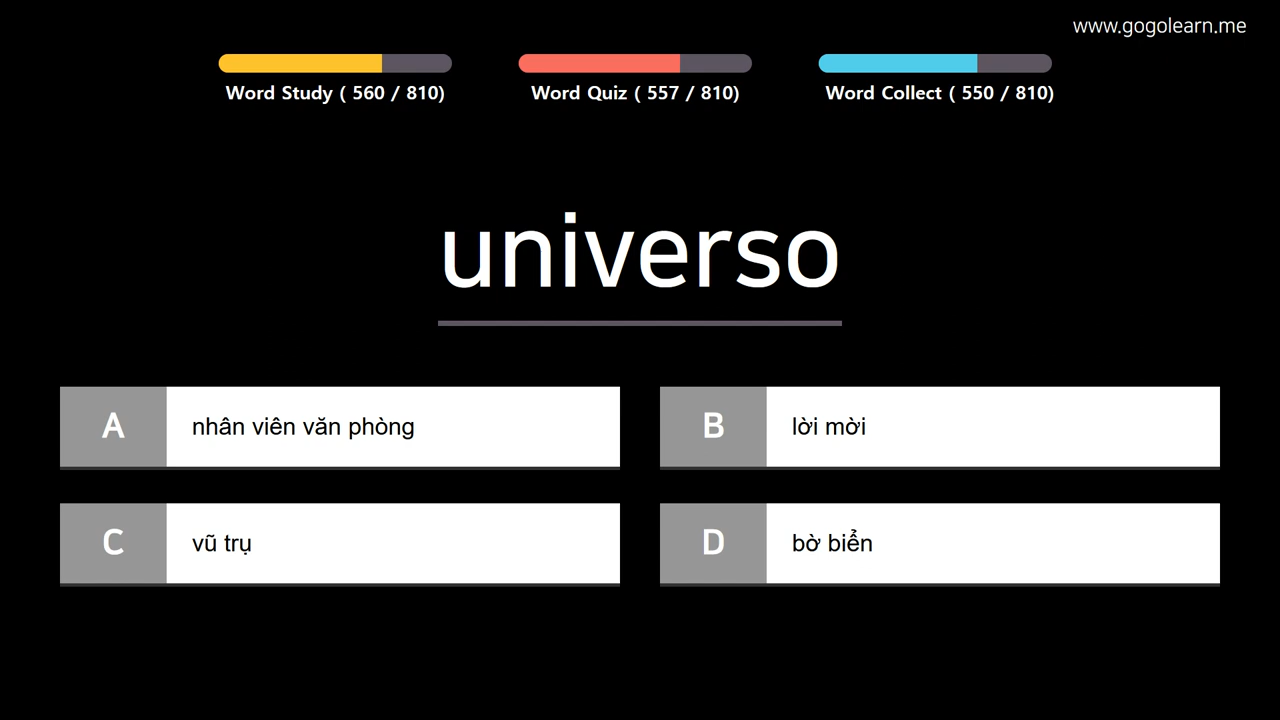 www.gogolearn.me
Word Study ( 560 / 810)
Word Quiz ( 557 / 810)
Word Collect ( 550 / 810)
universo
A nhân viên văn phòng
B lời mời
C vũ trụ
D bờ biển